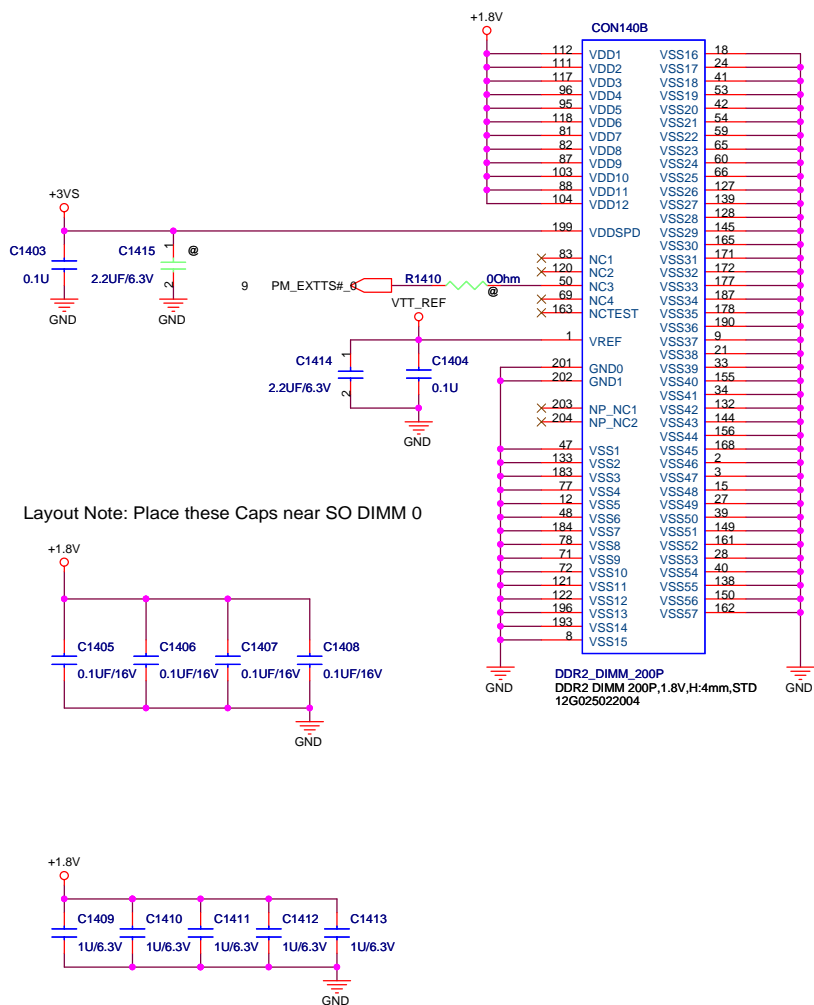 +1.8V
CON140B
112 VDD1 VSS16 18
111 VDD2 VSS17 24
117 VDD3 VSS18 41
96 VDD4 VSS19 53
95 VDD5 VSS20 42
118 VDD6 VSS21 54
81 VDD7 VSS22 59
82 VDD8 VSS23 65
87 VDD9 VSS24 60
103 VDD10 VSS25 66
88 VDD11 VSS26 127
104 VDD12 VSS27 139
VSS28 128
199 VDDSPD VSS29 145
VSS30 165
83 NC1 VSS31 171
120 NC2 VSS32 172
50 NC3 VSS33 177
69 NC4 VSS34 187
163 NCTEST VSS35 178
VSS36 190
1 VREF VSS37 9
VSS38 21
201 GND0 VSS39 33
202 GND1 VSS40 155
VSS41 34
203 NP_NC1 VSS42 132
204 NP_NC2 VSS43 144
VSS44 156
47 VSS1 VSS45 168
133 VSS2 VSS46 2
183 VSS3 VSS47 3
77 VSS4 VSS48 15
12 VSS5 VSS49 27
48 VSS6 VSS50 39
184 VSS7 VSS51 149
78 VSS8 VSS52 161
71 VSS9 VSS53 28
72 VSS10 VSS54 40
121 VSS11 VSS55 138
122 VSS12 VSS56 150
196 VSS13 VSS57 162
193 VSS14
8 VSS15
GND
GND
DDR2_DIMM_200P
DDR2 DIMM 200P,1.8V,H:4mm,STD
12G025022004
+3VS
C1403
0.1U
GND
C1415
1
@
2.2UF/6.3V
2
GND
9 PM_EXTTS#_0
R1410 0Ohm
@
VTT_REF
C1414
1
2.2UF/6.3V
2
C1404
0.1U
GND
Layout Note: Place these Caps near SO DIMM 0
+1.8V
C1405 C1406 C1407 C1408
0.1UF/16V 0.1UF/16V 0.1UF/16V 0.1UF/16V
GND
+1.8V
C1409 C1410 C1411 C1412 C1413
1U/6.3V 1U/6.3V 1U/6.3V 1U/6.3V 1U/6.3V
GND